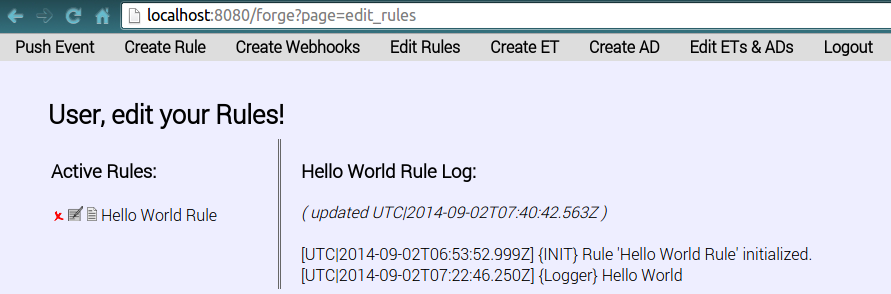 localhost:8080/forge?page=edit_rules
Push Event Create Rule Create Webhooks Edit Rules Create ET Create AD Edit ETs & ADs Logout
User, edit your Rules!
Active Rules:
Hello World Rule
Hello World Rule Log:
( updated UTC|2014-09-02T07:40:42.563Z )
[UTC|2014-09-02T06:53:52.999Z] {INIT} Rule 'Hello World Rule' initialized.
[UTC|2014-09-02T07:22:46.250Z] {Logger} Hello World